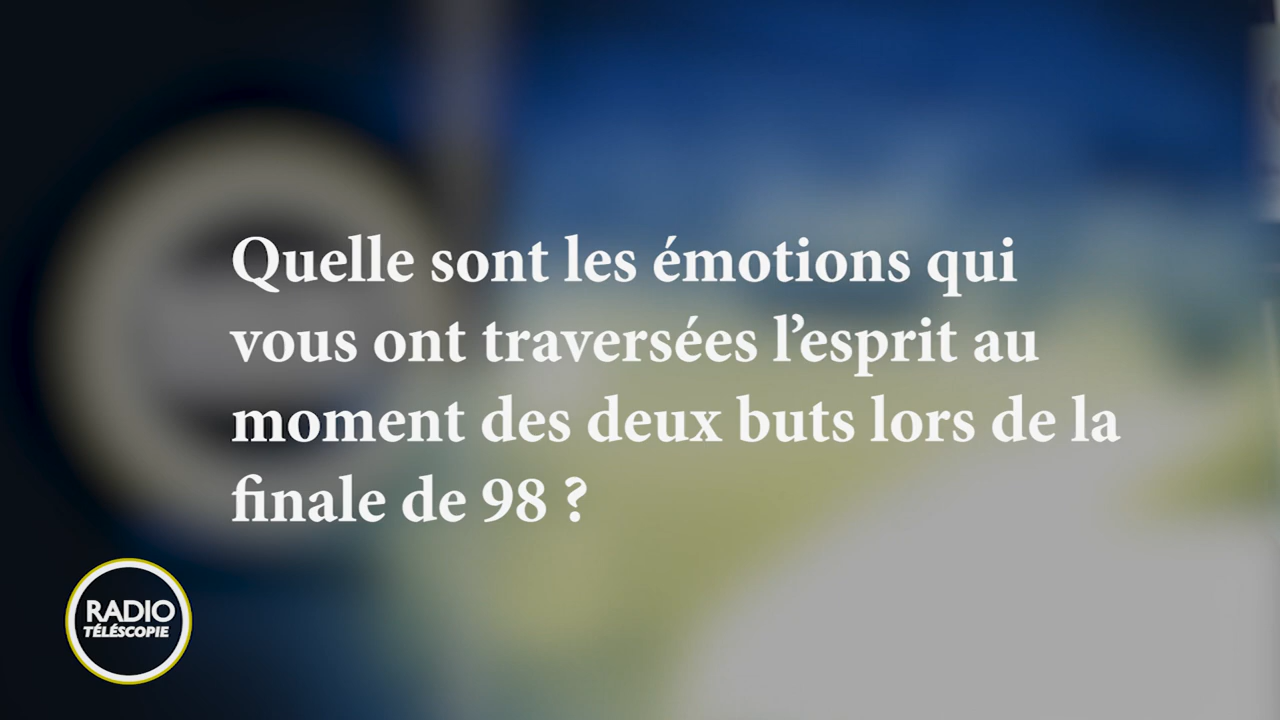 Quelle sont les émotions qui
vous ont traversées l’esprit au
moment des deux buts lors de la
finale de 98 ?
RADIO
TÉLÉSCOPIE